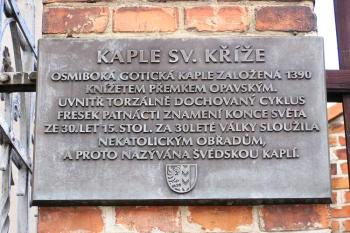 KAPLE SV. KŘÍŽE
OSMIBOKÁ GOTICKÁ KAPLE ZALOŽENÁ 1390
KNÍŽETEM PŘEMKEM OPAVSKÝM.
UVNITŘ TORZÁLNĚ DOCHOVANÝ CYKLUS
FRESEK PATNÁCTI ZNAMENÍ KONCE SVĚTA
ZE 30. LET 15. STOL. ZA 30LETÉ VÁLKY SLOUŽILA
NEKATOLICKÝM OBŘADŮM,
A PROTO NAZÝVÁNA ŠVÉDSKOU KAPLÍ.